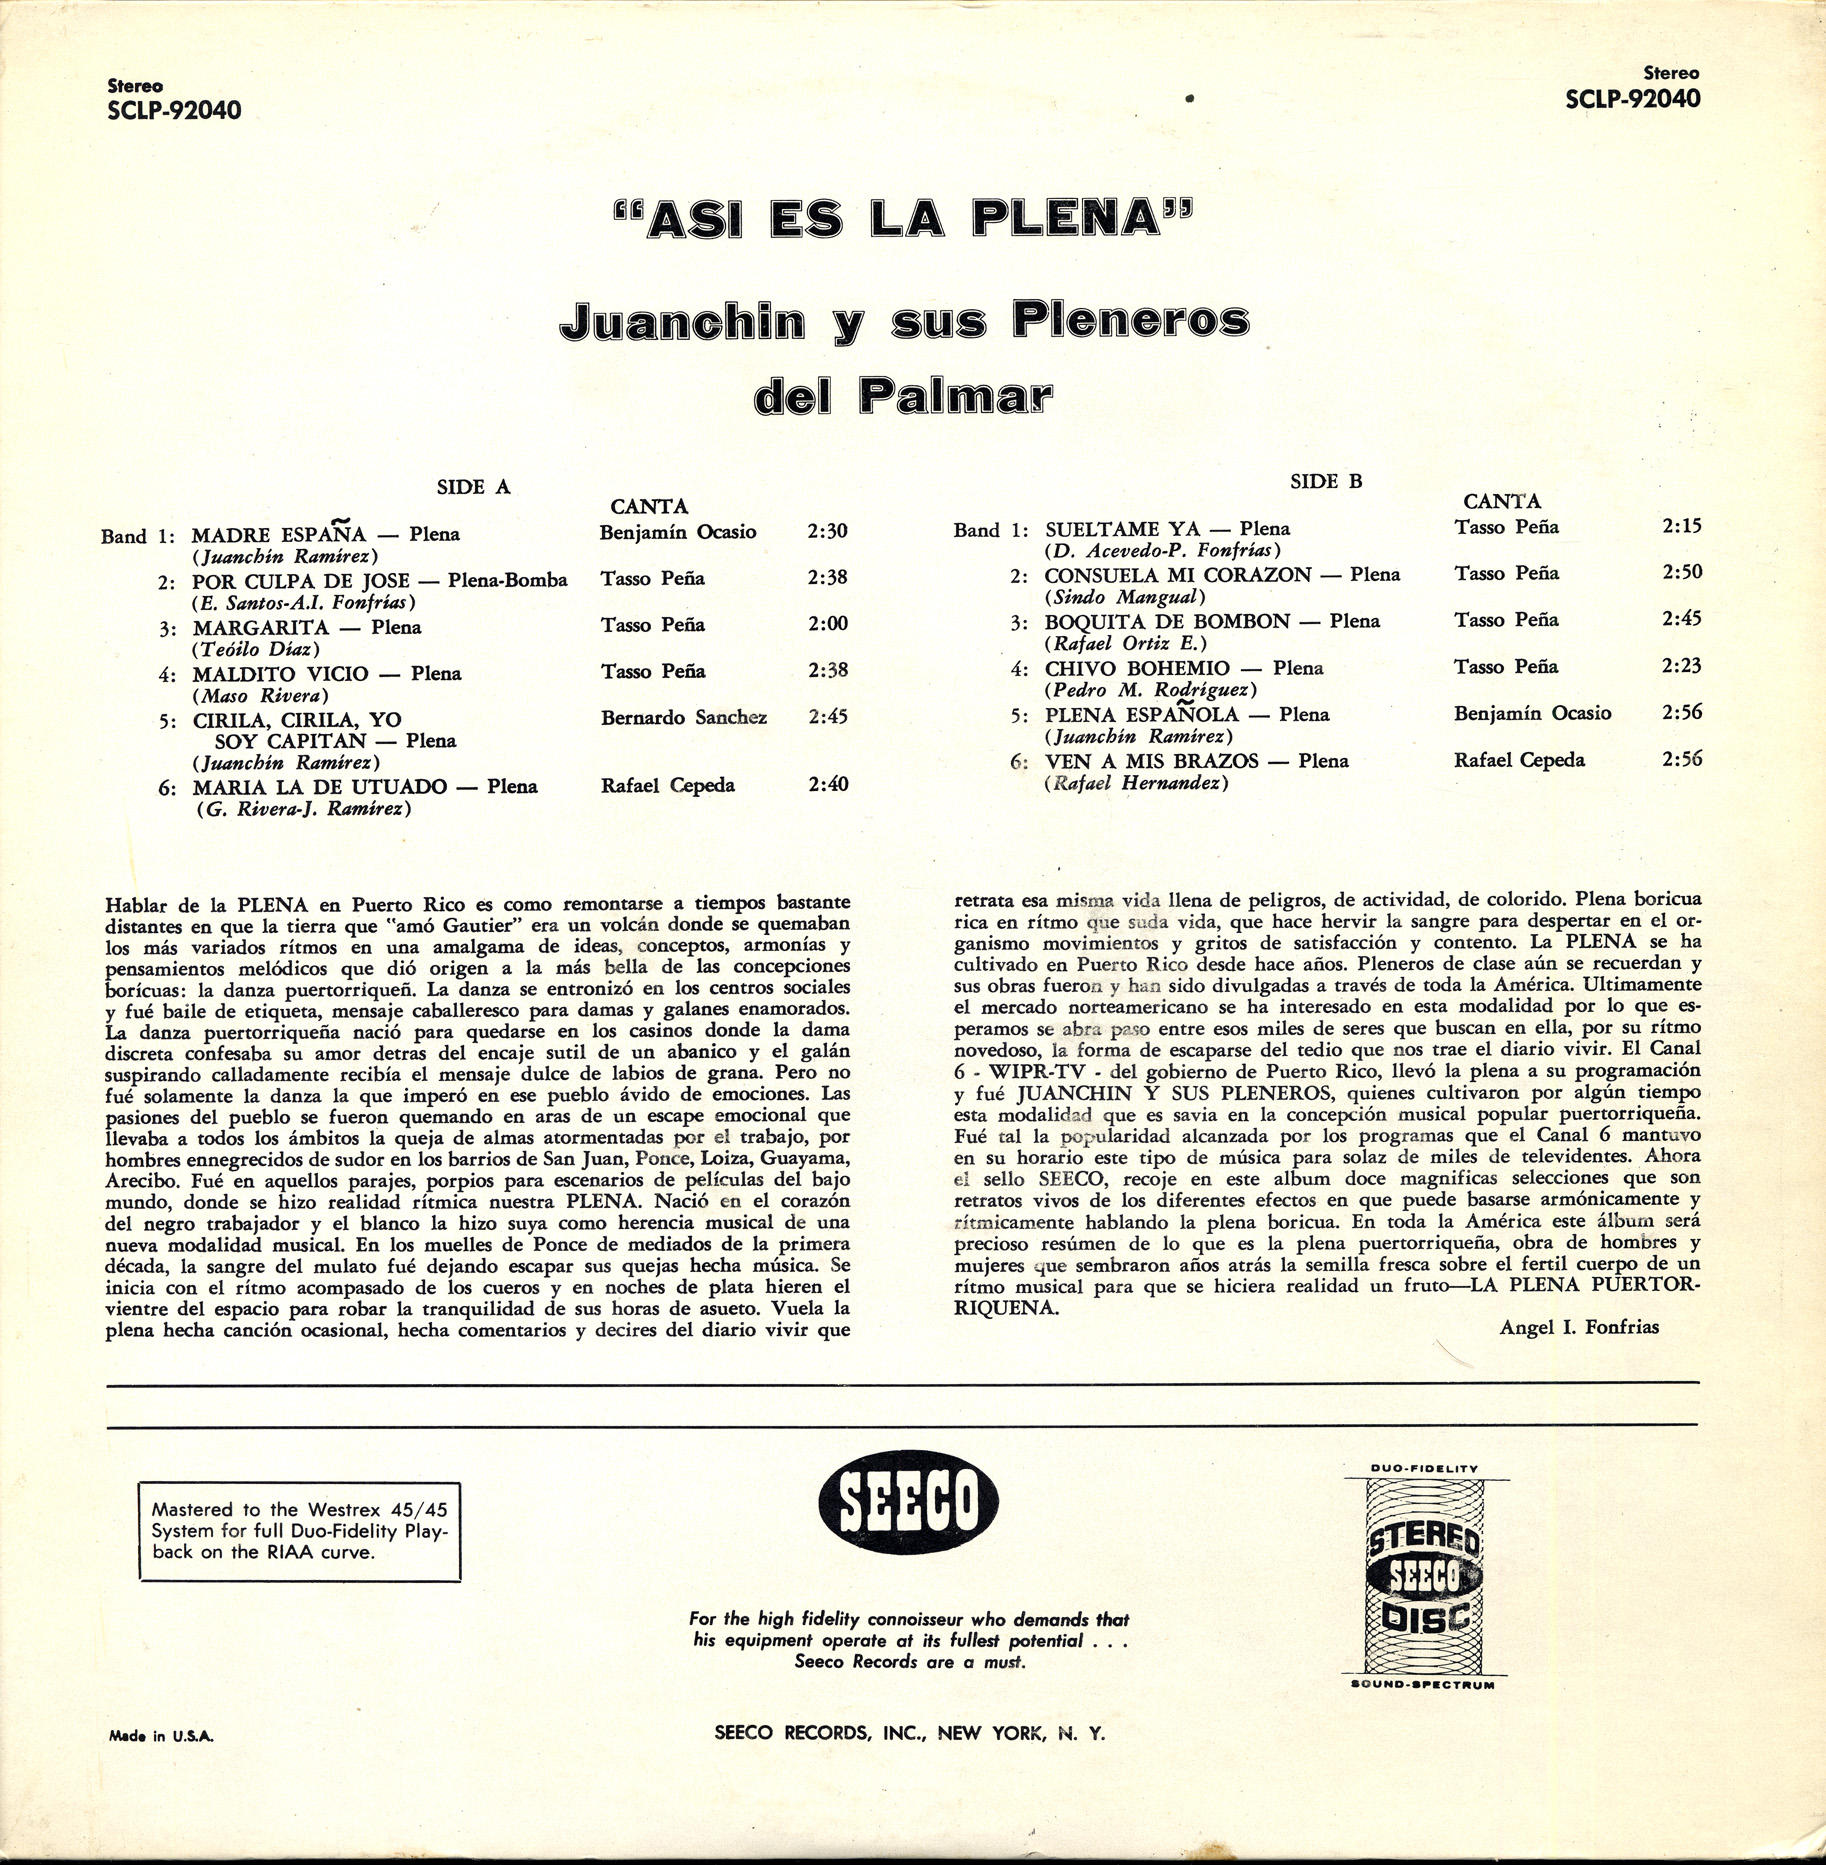 Stereo
SCLP-92040
Stereo
SCLP-92040
“ASI ES LA PLENA”
Juanchin y sus Pleneros
del Palmar
SIDE A
CANTA
Band 1: MADRE ESPAÑA — Plena Benjamín Ocasio 2:30
(Juanchín Ramírez)
2: POR CULPA DE JOSE — Plena-Bomba Tasso Peña 2:38
(E. Santos-A.I. Fonfrías)
3: MARGARITA — Plena Tasso Peña 2:00
(Teóilo Díaz)
4: MALDITO VICIO — Plena Tasso Peña 2:38
(Maso Rivera)
5: CIRILA, CIRILA, YO Bernardo Sanchez 2:45
SOY CAPITAN — Plena
(Juanchín Ramírez)
6: MARIA LA DE UTUADO — Plena Rafael Cepeda 2:40
(G. Rivera-J. Ramírez)
SIDE B
CANTA
Band 1: SUELTAME YA — Plena Tasso Peña 2:15
(D. Acevedo-P. Fonfrías)
2: CONSUELA MI CORAZON — Plena Tasso Peña 2:50
(Sindo Mangual)
3: BOQUITA DE BOMBON — Plena Tasso Peña 2:45
(Rafael Ortiz E.)
4: CHIVO BOHEMIO — Plena Tasso Peña 2:23
(Pedro M. Rodríguez)
5: PLENA ESPAÑOLA — Plena Benjamín Ocasio 2:56
(Juanchín Ramírez)
6: VEN A MIS BRAZOS — Plena Rafael Cepeda 2:56
(Rafael Hernandez)
Hablar de la PLENA en Puerto Rico es como remontarse a tiempos bastante
distantes en que la tierra que “amó Gautier” era un volcán donde se quemaban
los más variados rítmos en una amalgama de ideas, conceptos, armonías y
pensamientos melódicos que dió origen a la más bella de las concepciones
borícuas: la danza puertorriqueñ. La danza se entronizó en los centros sociales
y fué baile de etiqueta, mensaje caballeresco para damas y galanes enamorados.
La danza puertorriqueña nació para quedarse en los casinos donde la dama
discreta confesaba su amor detras del encaje sutil de un abanico y el galán
suspirando calladamente recibía el mensaje dulce de labios de grana. Pero no
fué solamente la danza la que imperó en ese pueblo ávido de emociones. Las
pasiones del pueblo se fueron quemando en aras de un escape emocional que
llevaba a todos los ámbitos la queja de almas atormentadas por el trabajo, por
hombres ennegrecidos de sudor en los barrios de San Juan, Ponce, Loiza, Guayama,
Arecibo. Fué en aquellos parajes, porpios para escenarios de películas del bajo
mundo, donde se hizo realidad rítmica nuestra PLENA. Nació en el corazón
del negro trabajador y el blanco la hizo suya como herencia musical de una
nueva modalidad musical. En los muelles de Ponce de mediados de la primera
década, la sangre del mulato fué dejando escapar sus quejas hecha música. Se
inicia con el rítmo acompasado de los cueros y en noches de plata hieren el
vientre del espacio para robar la tranquilidad de sus horas de asueto. Vuela la
plena hecha canción ocasional, hecha comentarios y decires del diario vivir que
retrata esa misma vida llena de peligros, de actividad, de colorido. Plena boricua
rica en rítmo que suda vida, que hace hervir la sangre para despertar en el or-
ganismo movimientos y gritos de satisfacción y contento. La PLENA se ha
cultivado en Puerto Rico desde hace años. Pleneros de clase aún se recuerdan y
sus obras fueron y han sido divulgadas a través de toda la América. Ultimamente
el mercado norteamericano se ha interesado en esta modalidad por lo que es-
peramos se abra paso entre esos miles de seres que buscan en ella, por su rítmo
novedoso, la forma de escaparse del tedio que nos trae el diario vivir. El Canal
6 - WIPR-TV - del gobierno de Puerto Rico, llevó la plena a su programación
y fué JUANCHIN Y SUS PLENEROS, quienes cultivaron por algún tiempo
esta modalidad que es savia en la concepción musical popular puertorriqueña.
Fué tal la popularidad alcanzada por los programas que el Canal 6 mantuvo
en su horario este tipo de música para solaz de miles de televidentes. Ahora
el sello SEECO, recoje en este album doce magnificas selecciones que son
retratos vivos de los diferentes efectos en que puede basarse armónicamente y
rítmicamente hablando la plena boricua. En toda la América este álbum será
precioso resúmen de lo que es la plena puertorriqueña, obra de hombres y
mujeres que sembraron años atrás la semilla fresca sobre el fertil cuerpo de un
rítmo musical para que se hiciera realidad un fruto—LA PLENA PUERTOR-
RIQUENA.
Angel I. Fonfrias
Mastered to the Westrex 45/45
System for full Duo-Fidelity Play-
back on the RIAA curve.
SEECO
For the high fidelity connoisseur who demands that
his equipment operate at its fullest potential . . .
Seeco Records are a must.
DUO-FIDELITY
STEREO
SEECO
DISC
SOUND-SPECTRUM
Made in U.S.A.
SEECO RECORDS, INC., NEW YORK, N. Y.